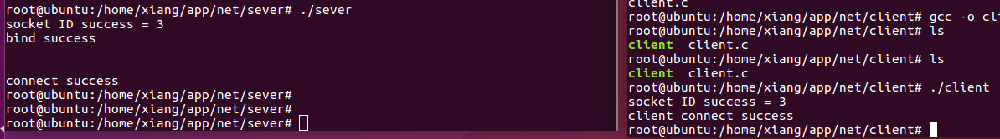 root@ubuntu:/home/xiang/app/net/sever# ./sever
socket ID success = 3
bind success
connect success
root@ubuntu:/home/xiang/app/net/sever#
root@ubuntu:/home/xiang/app/net/sever#
root@ubuntu:/home/xiang/app/net/sever#
client.c
root@ubuntu:/home/xiang/app/net/client# gcc -o cli
root@ubuntu:/home/xiang/app/net/client# ls
client client.c
root@ubuntu:/home/xiang/app/net/client# ls
client client.c
root@ubuntu:/home/xiang/app/net/client# ./client
socket ID success = 3
client connect success
root@ubuntu:/home/xiang/app/net/client#